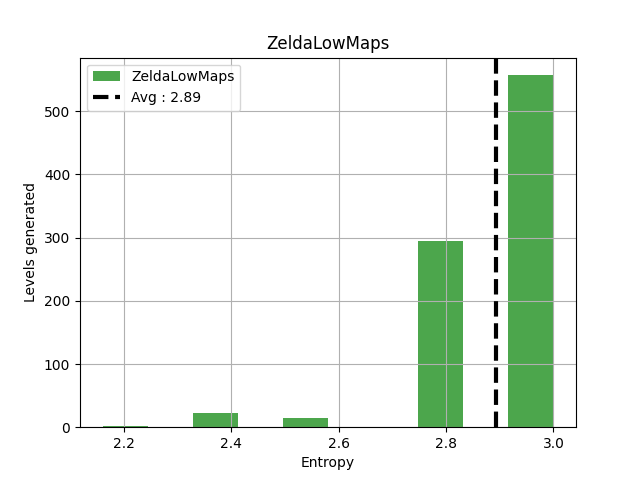 ZeldaLowMaps
ZeldaLowMaps
Avg : 2.89
Levels generated
500
400
300
200
100
0
2.2 2.4 2.6 2.8 3.0
Entropy